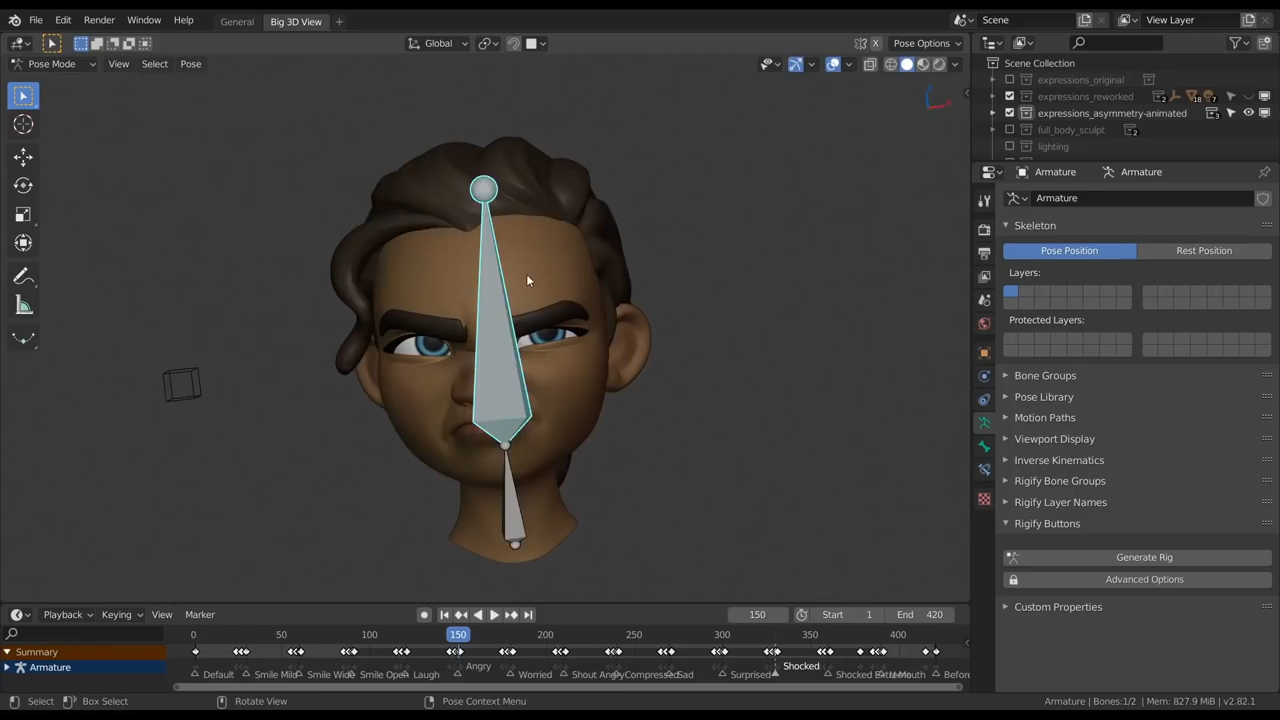 File Edit Render Window Help General Big 3D View + Scene View Layer
Global Pose Options
Pose Mode View Select Pose
X
Scene Collection
expressions_original
expressions_reworked 2 18 7
expressions_asymmetry-animated 3
full_body_sculpt 2
lighting
Armature Armature
Armature
Skeleton
Pose Position Rest Position
Layers:
Protected Layers:
Bone Groups
Pose Library
Motion Paths
Viewport Display
Inverse Kinematics
Rigify Bone Groups
Rigify Layer Names
Rigify Buttons
Generate Rig
Advanced Options
Custom Properties
Playback Keying View Marker 150 Start 1 End 420
0 50 100 150 200 250 300 350 400
Summary
Armature Angry Shocked
Default Smile Mild Smile Wide Smile Open Laugh Worried Shout Angry Compressed Sad Surprised Shocked Befor
Select Box Select Rotate View Pose Context Menu Armature | Bones:1/2 | Mem: 827.9 MiB | v2.82.1